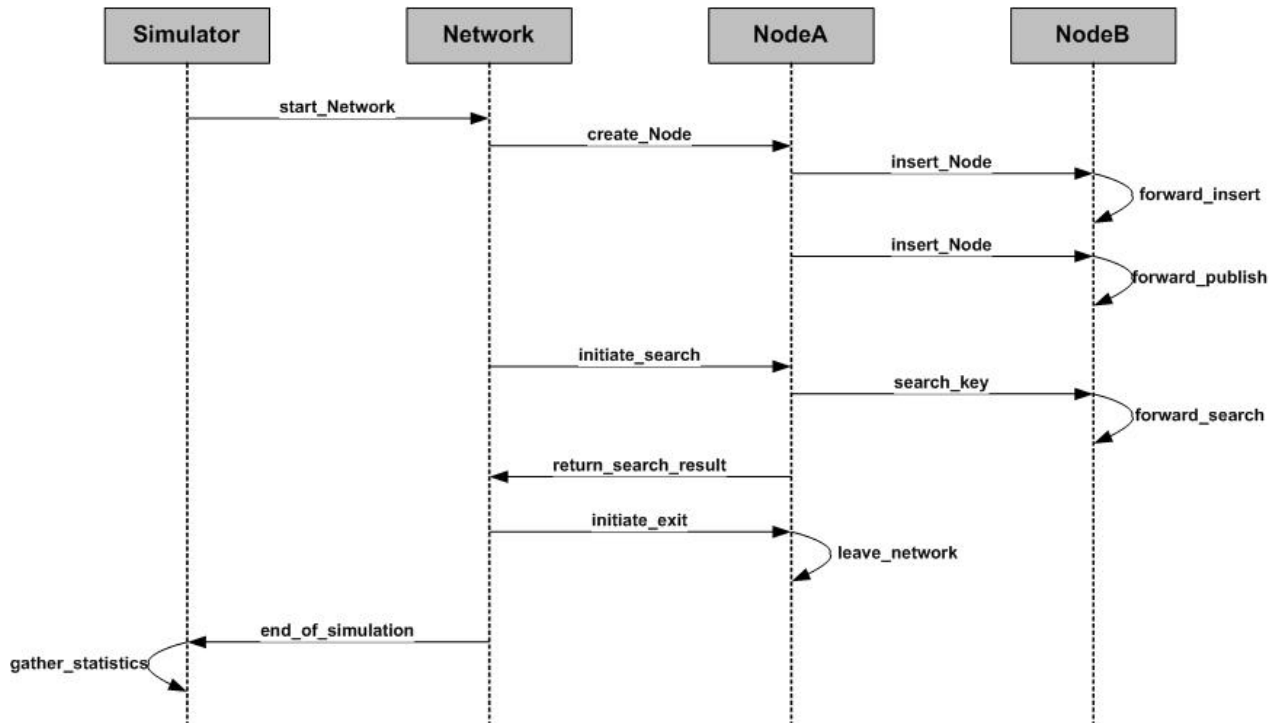 Simulator
Network
NodeA
NodeB
start_Network
create_Node
insert_Node
forward_insert
insert_Node
forward_publish
initiate_search
search_key
forward_search
return_search_result
initiate_exit
leave_network
end_of_simulation
gather_statistics